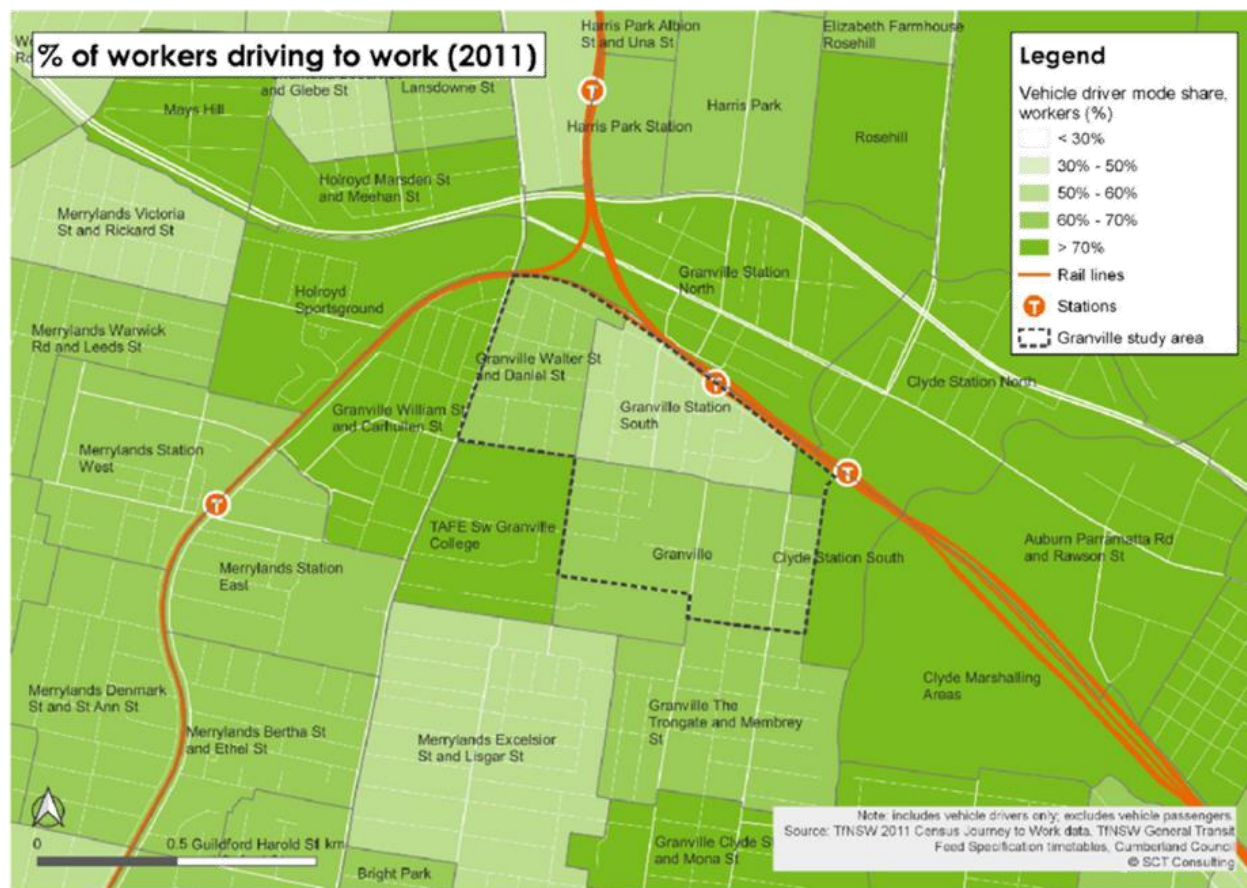 % of workers driving to work (2011)
Harris Park Albion
St and Una St
Elizabeth Farmhouse
Rosehill
and Glebe St
Lansdowne St
Mays Hill
Harris Park
Harris Park Station
Rosehill
Holroyd Marsden St
and Meehan St
Merrylands Victoria
St and Rickard St
Granville Station
North
Holroyd
Sportsground
Merrylands Warwick
Rd and Leeds St
Granville Walter St
and Daniel St
Clyde Station North
Granville William St
and Carhullen St
Granville Station
South
Merrylands Station
West
TAFE Sw Granville
College
Granville
Clyde Station South
Auburn Parramatta Rd
and Rawson St
Merrylands Station
East
Clyde Marshalling
Areas
Merrylands Denmark
St and St Ann St
Granville The
Trongate and Membrey
St
Merrylands Bertha St
and Ethel St
Merrylands Excelsior
St and Lisgar St
Guildford Harold St
Granville Clyde S
and Mona St
Bright Park
0 0.5 1 km
Legend
Vehicle driver mode share,
workers (%)
< 30%
30% - 50%
50% - 60%
60% - 70%
> 70%
Rail lines
T Stations
Granville study area
T
T
T
T
Note: includes vehicle drivers only; excludes vehicle passengers.
Source: TfNSW 2011 Census Journey to Work data, TfNSW General Transit
Feed Specification timetables, Cumberland Council
© SCT Consulting